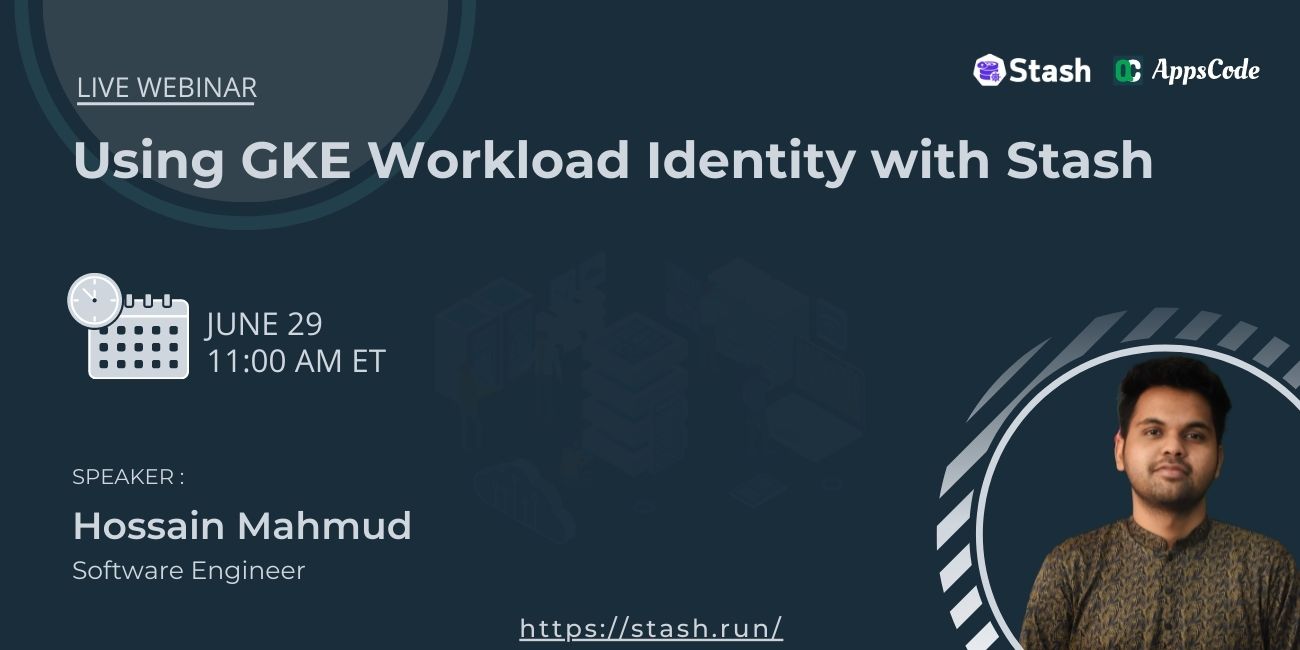 LIVE WEBINAR
Stash
AppsCode
Using GKE Workload Identity with Stash
JUNE 29
11:00 AM ET
SPEAKER :
Hossain Mahmud
Software Engineer
https://stash.run/